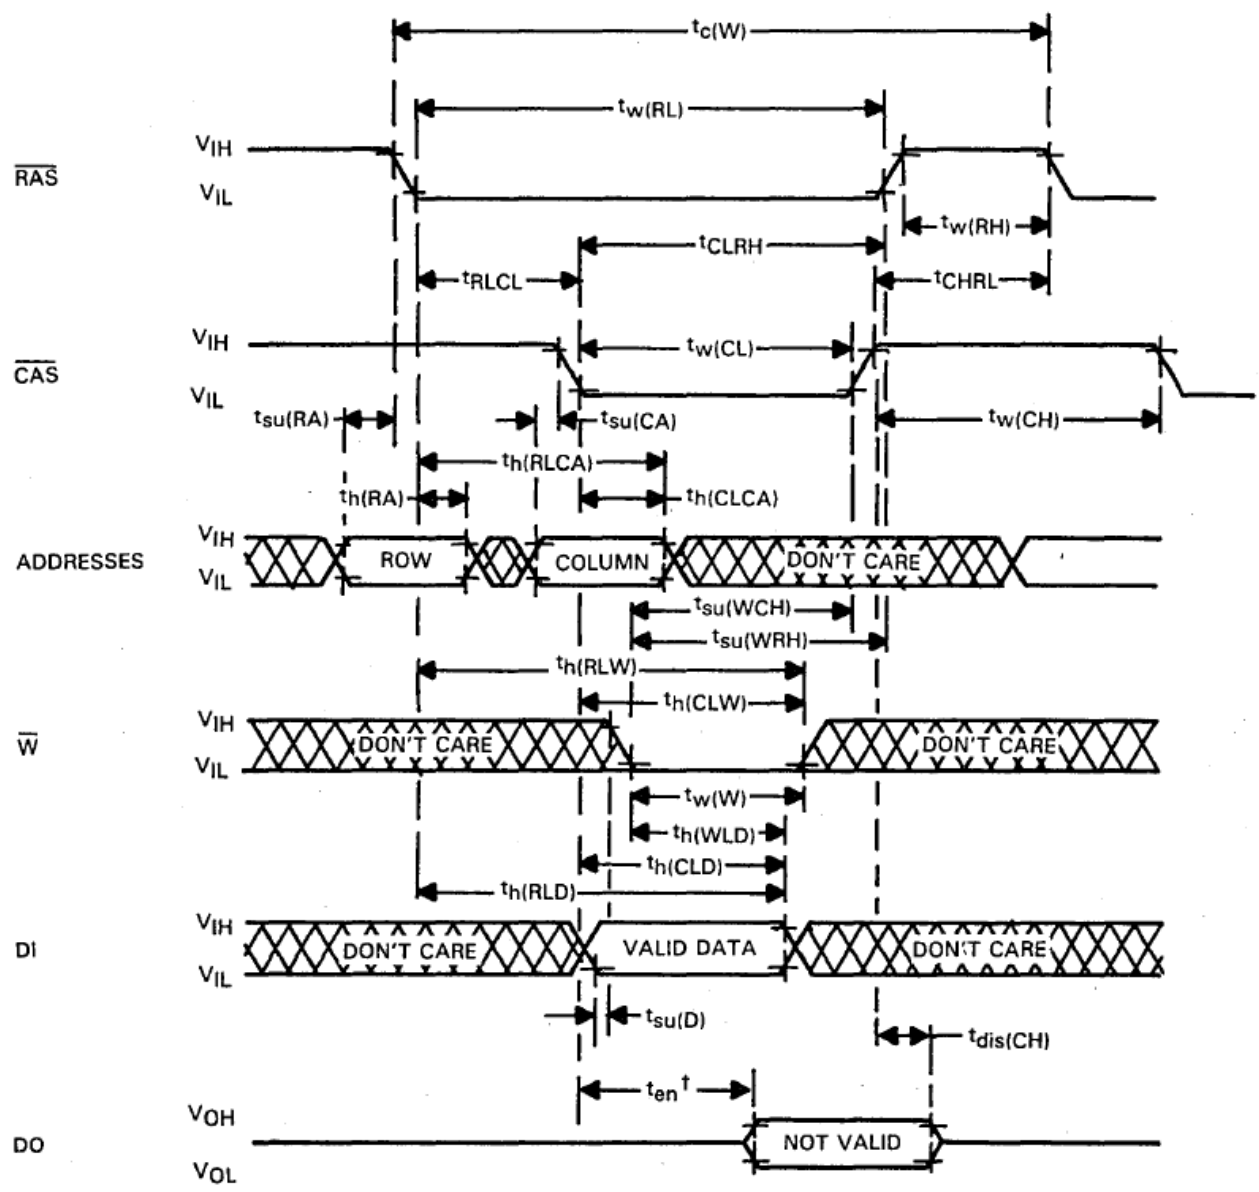 tc(W)
tw(RL)
RAS
VIH
VIL
tw(RH)
tCLRH
tRLCL
tCHRL
CAS
VIH
VIL
tw(CL)
tsu(RA)
tsu(CA)
tw(CH)
th(RLCA)
th(RA)
th(CLCA)
ADDRESSES
VIH
VIL
ROW
COLUMN
DON'T CARE
tsu(WCH)
tsu(WRH)
th(RLW)
th(CLW)
W
VIH
VIL
DON'T CARE
DON'T CARE
tw(W)
th(WLD)
th(CLD)
th(RLD)
DI
VIH
VIL
DON'T CARE
VALID DATA
DON'T CARE
tsu(D)
tdis(CH)
ten†
DO
VOH
VOL
NOT VALID